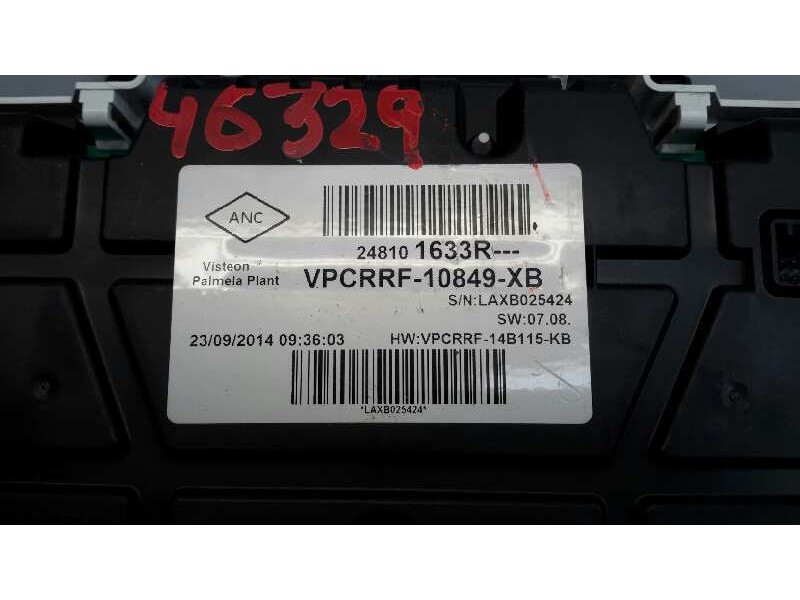 46329
ANC
24810 1633R---
Visteon
Palmela Plant
VPCRRF-10849-XB
S/N:LAXB025424
SW:07.08.
23/09/2014 09:36:03
HW:VPCRRF-14B115-KB
*LAXB025424*